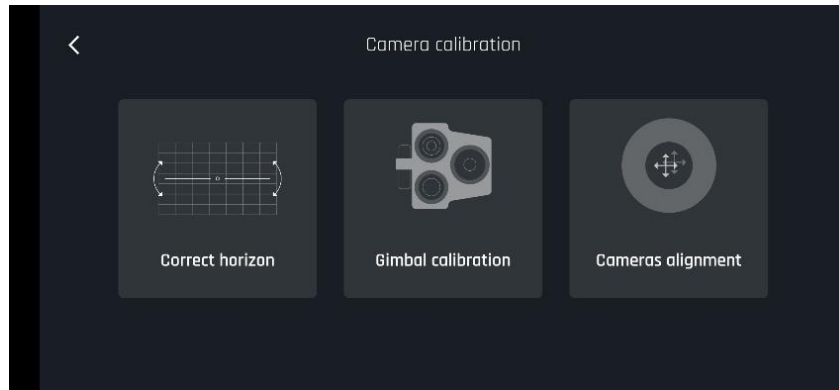 Camera calibration
Correct horizon
Gimbal calibration
Cameras alignment